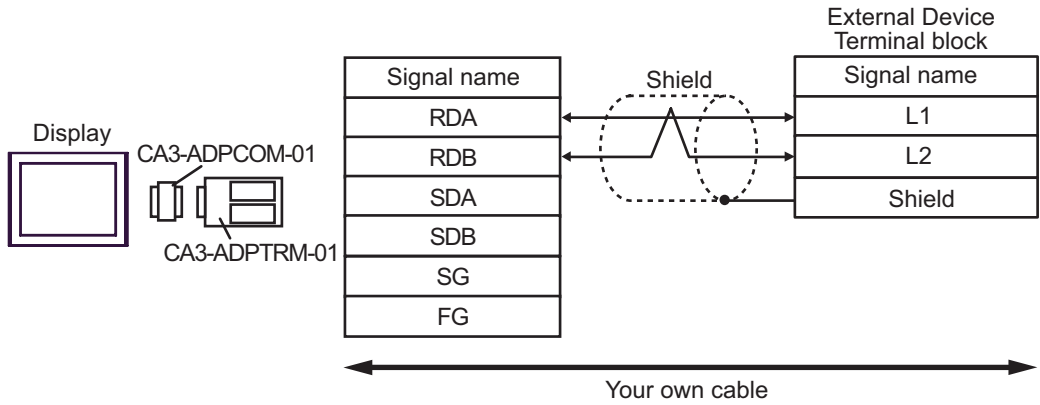 External Device
Terminal block
Signal name
Shield
Signal name
RDA
L1
Display
CA3-ADPCOM-01
RDB
L2
SDA
Shield
CA3-ADPTRM-01
SDB
SG
FG
Your own cable